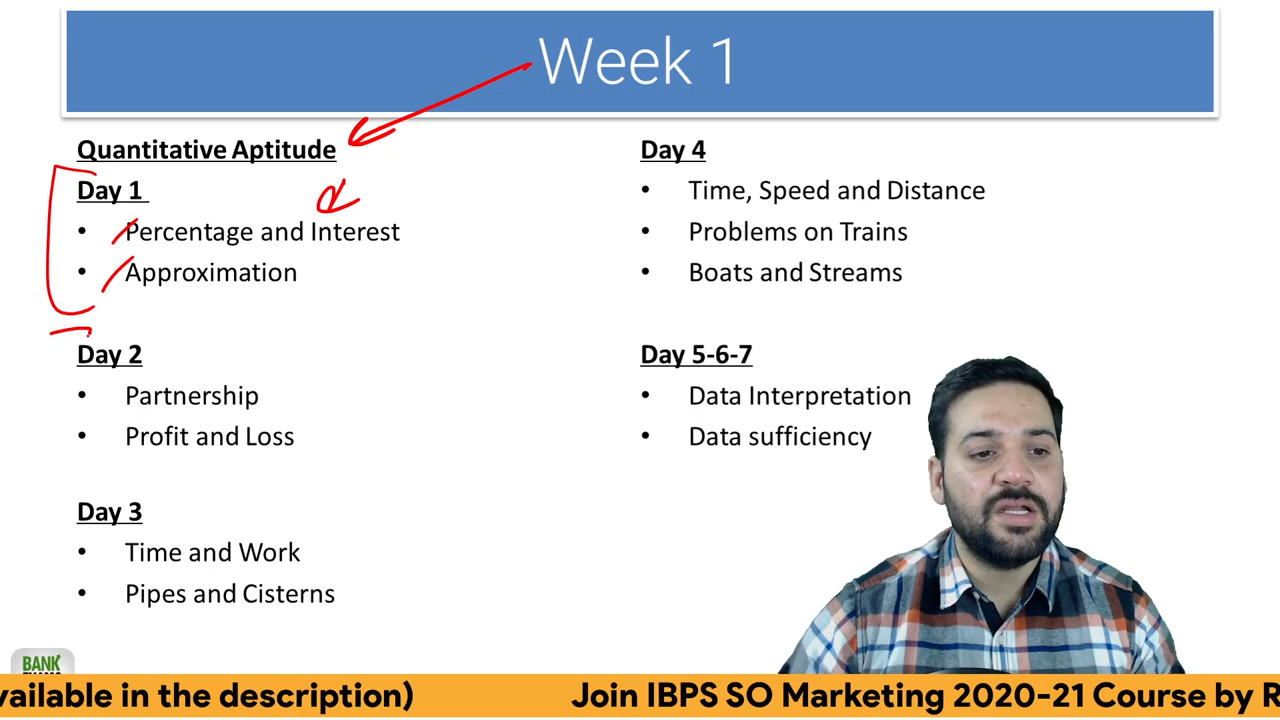 Week 1
Quantitative Aptitude
Day 1
• Percentage and Interest
• Approximation
Day 2
• Partnership
• Profit and Loss
Day 3
• Time and Work
• Pipes and Cisterns
Day 4
• Time, Speed and Distance
• Problems on Trains
• Boats and Streams
Day 5-6-7
• Data Interpretation
• Data sufficiency
BANK
vailable in the description) Join IBPS SO Marketing 2020-21 Course by R